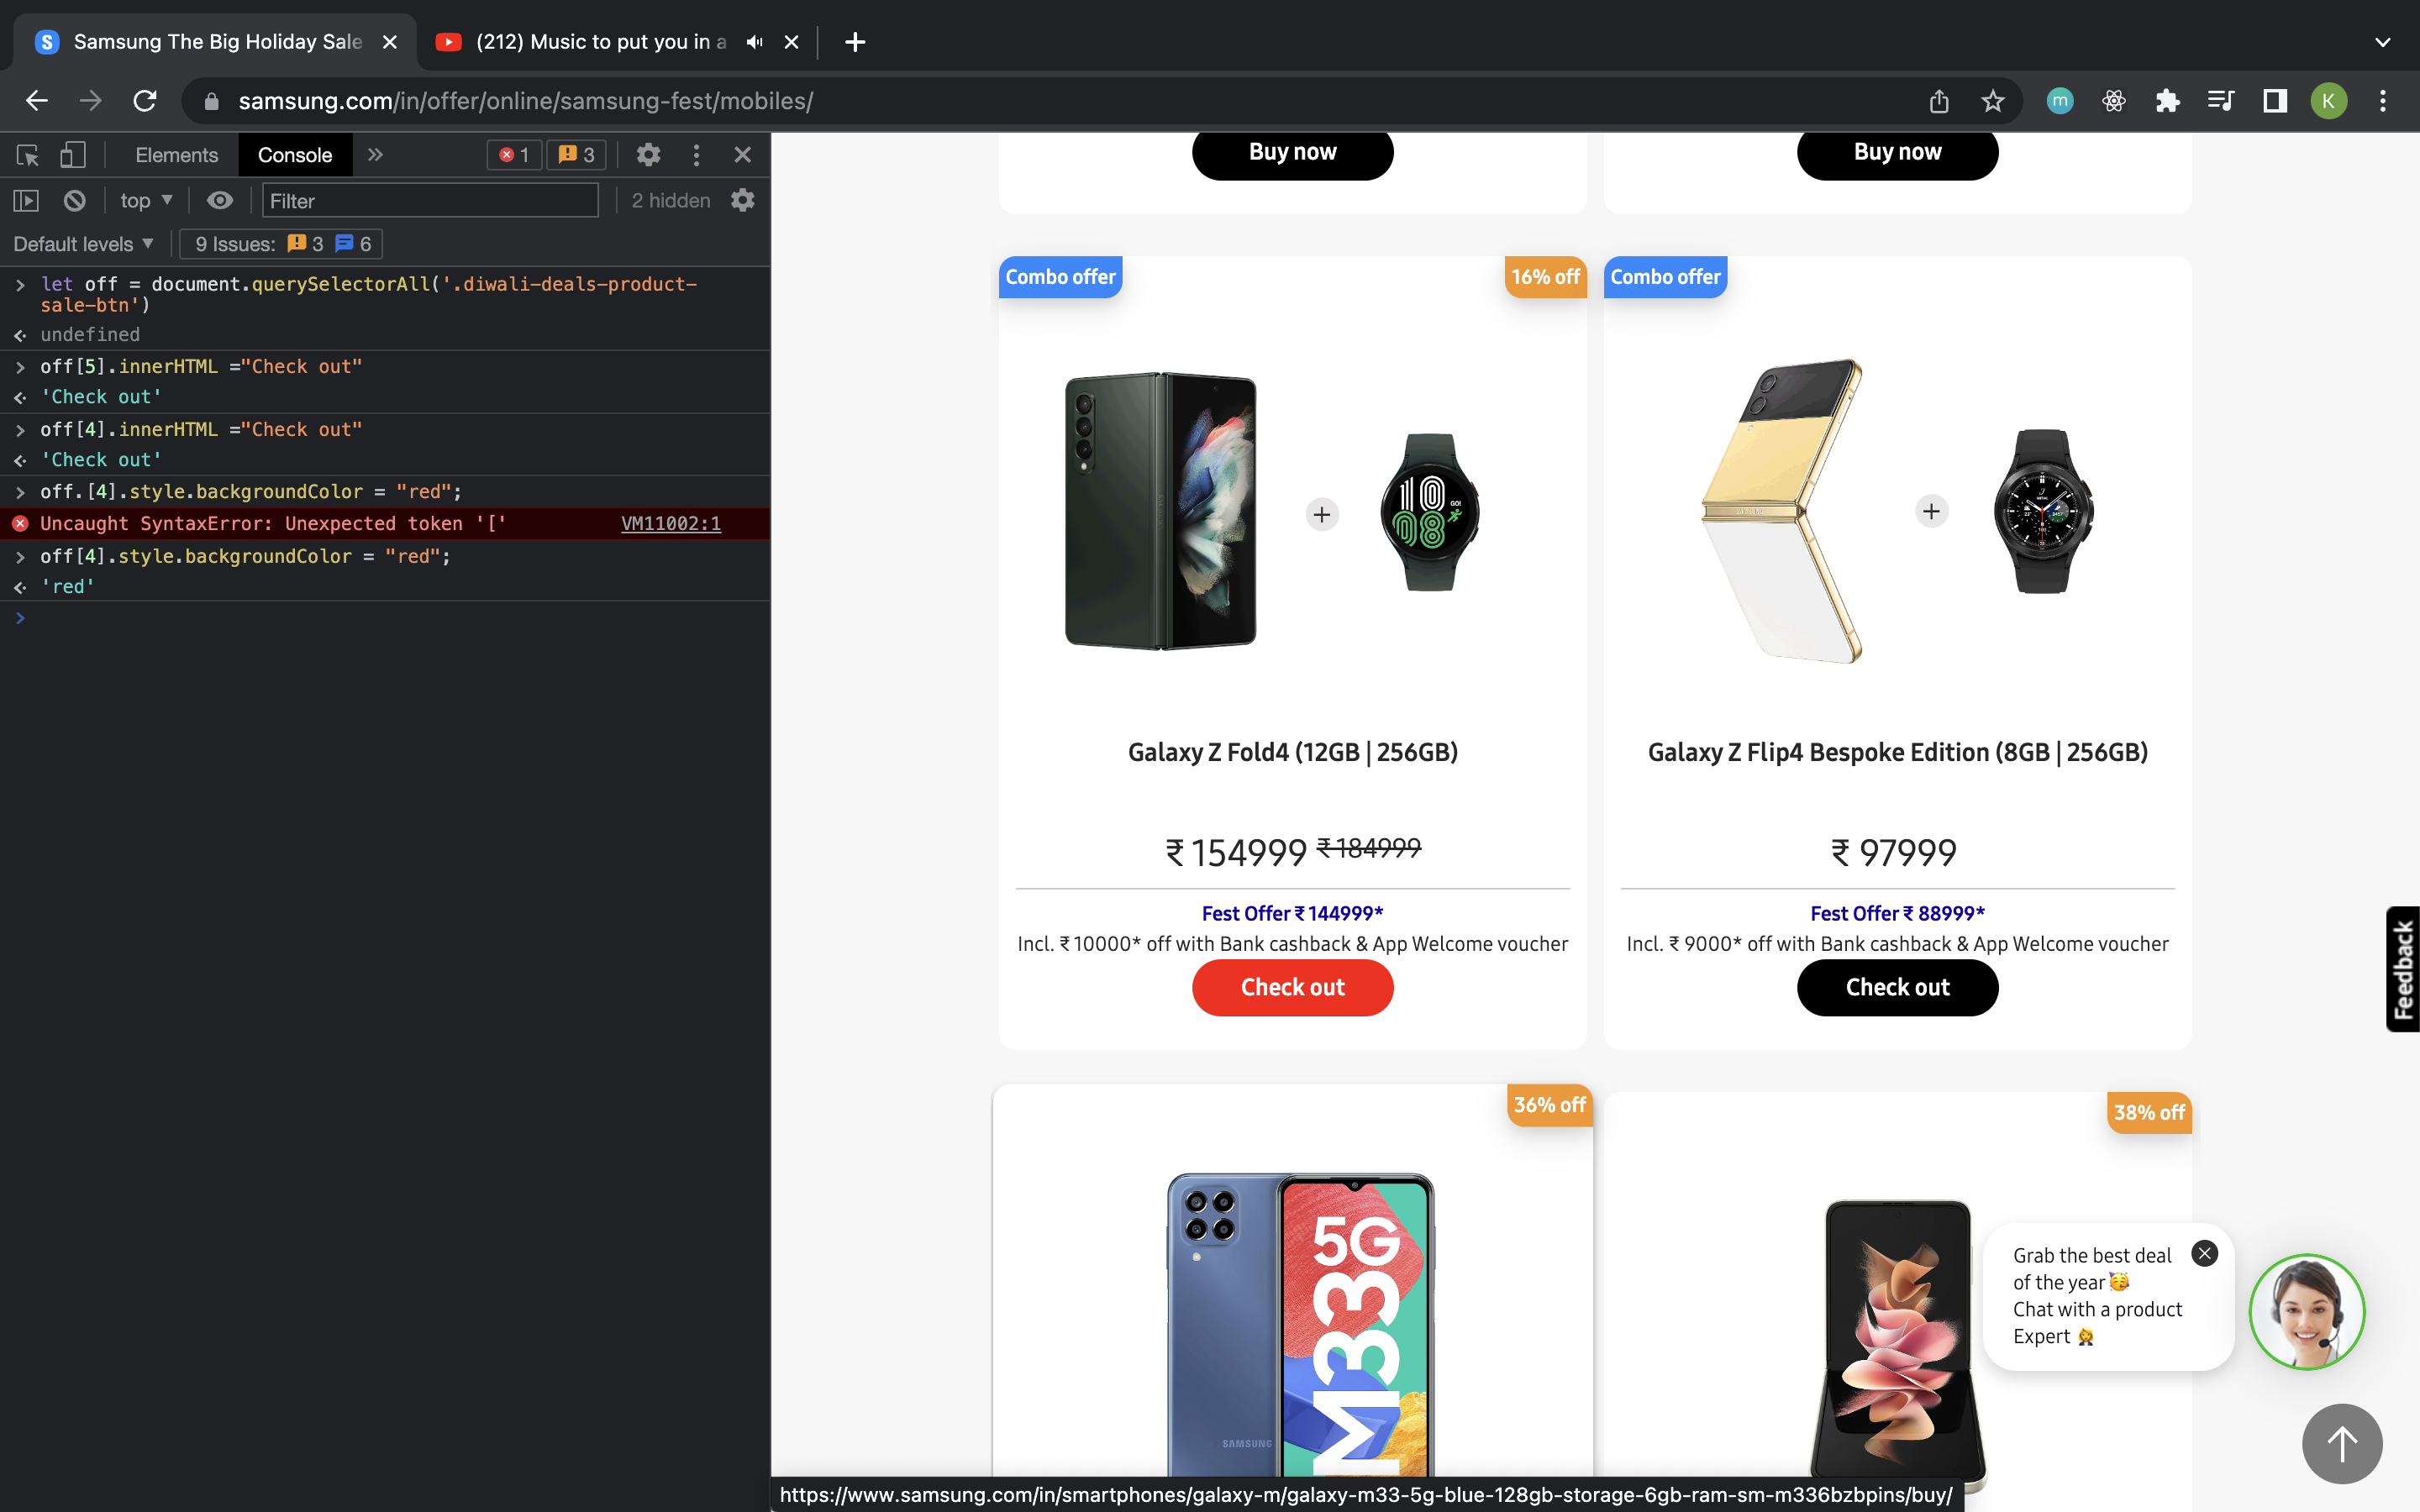 Samsung The Big Holiday Sale
(212) Music to put you in a
samsung.com/in/offer/online/samsung-fest/mobiles/
m
K
Elements
Console
1
3
top
Filter
2 hidden
Default levels
9 Issues: 3 6
let off = document.querySelectorAll('.diwali-deals-product-
sale-btn')
undefined
off[5].innerHTML ="Check out"
'Check out'
off[4].innerHTML ="Check out"
'Check out'
off.[4].style.backgroundColor = "red";
Uncaught SyntaxError: Unexpected token '[' VM11002:1
off[4].style.backgroundColor = "red";
'red'
Buy now
Buy now
Combo offer
16% off
10
08
GO!
Galaxy Z Fold4 (12GB | 256GB)
₹ 154999 ₹ 184999
Fest Offer ₹ 144999*
Incl. ₹ 10000* off with Bank cashback & App Welcome voucher
Check out
Combo offer
Galaxy Z Flip4 Bespoke Edition (8GB | 256GB)
₹ 97999
Fest Offer ₹ 88999*
Incl. ₹ 9000* off with Bank cashback & App Welcome voucher
Check out
36% off
5G
M33
SAMSUNG
38% off
Feedback
Grab the best deal
of the year🥳
Chat with a product
Expert 🤵‍♀️
https://www.samsung.com/in/smartphones/galaxy-m/galaxy-m33-5g-blue-128gb-storage-6gb-ram-sm-m336bzbpins/buy/